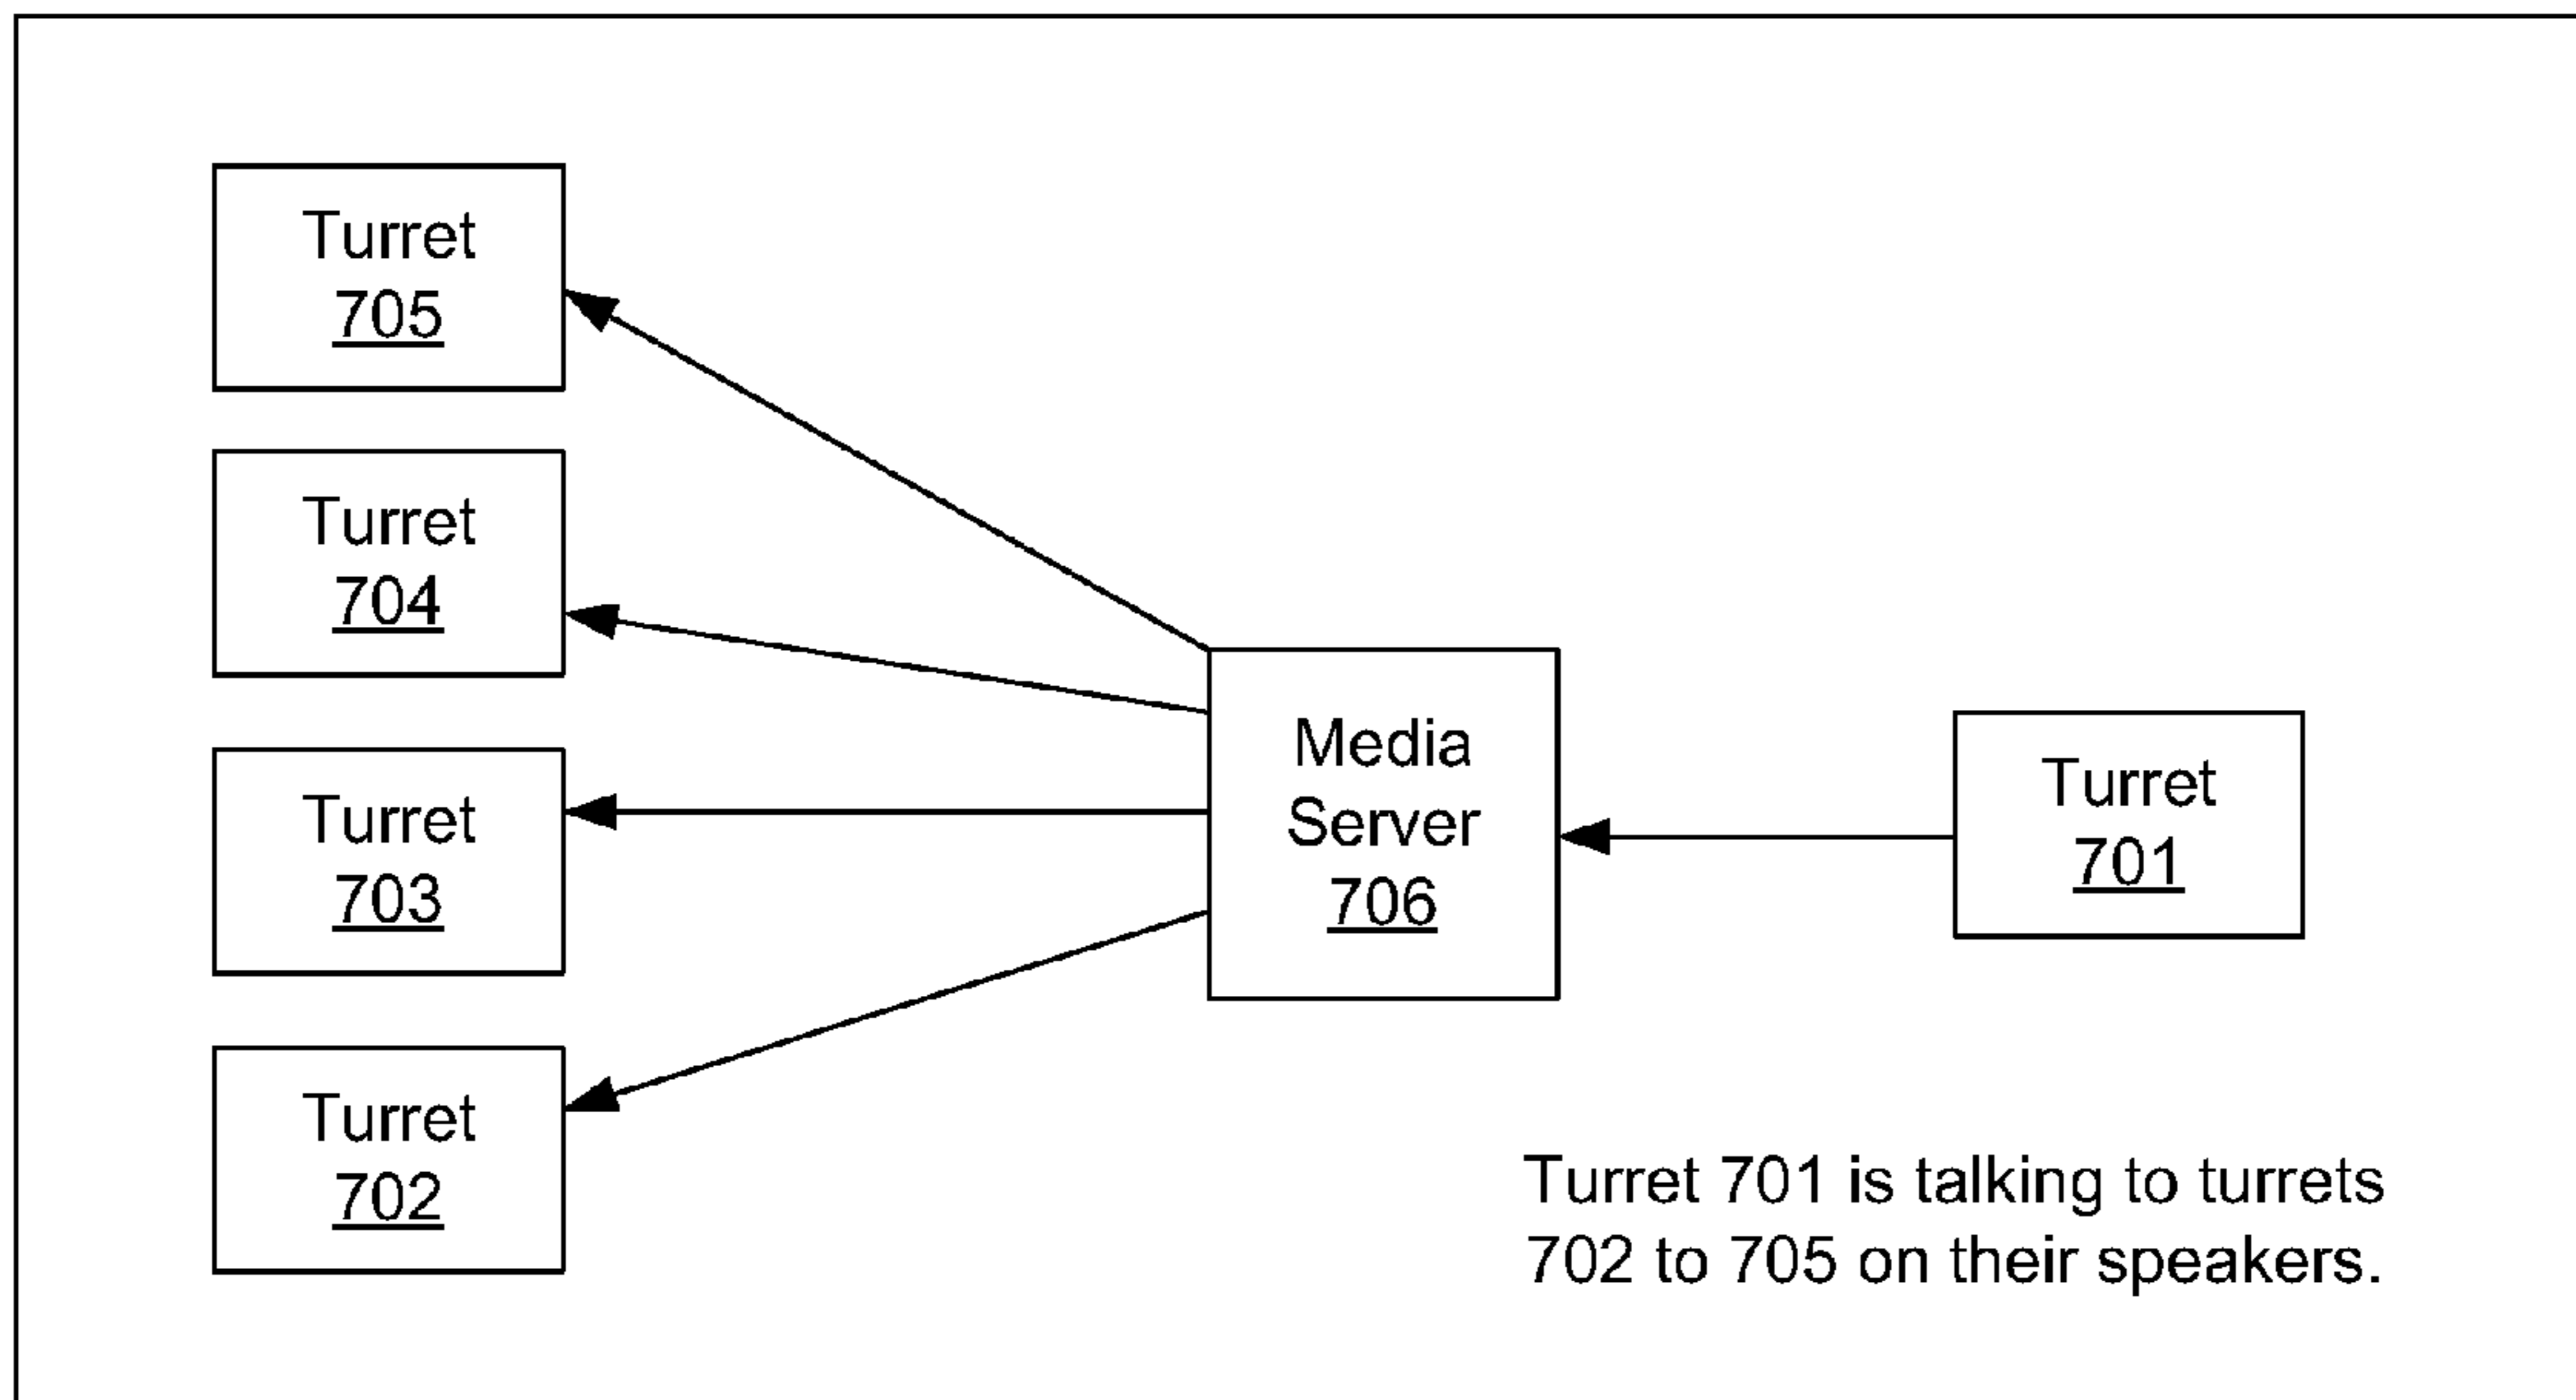 Turret
705
Turret
704
Turret
703
Turret
702
Media
Server
706
Turret
701
Turret 701 is talking to turrets
702 to 705 on their speakers.